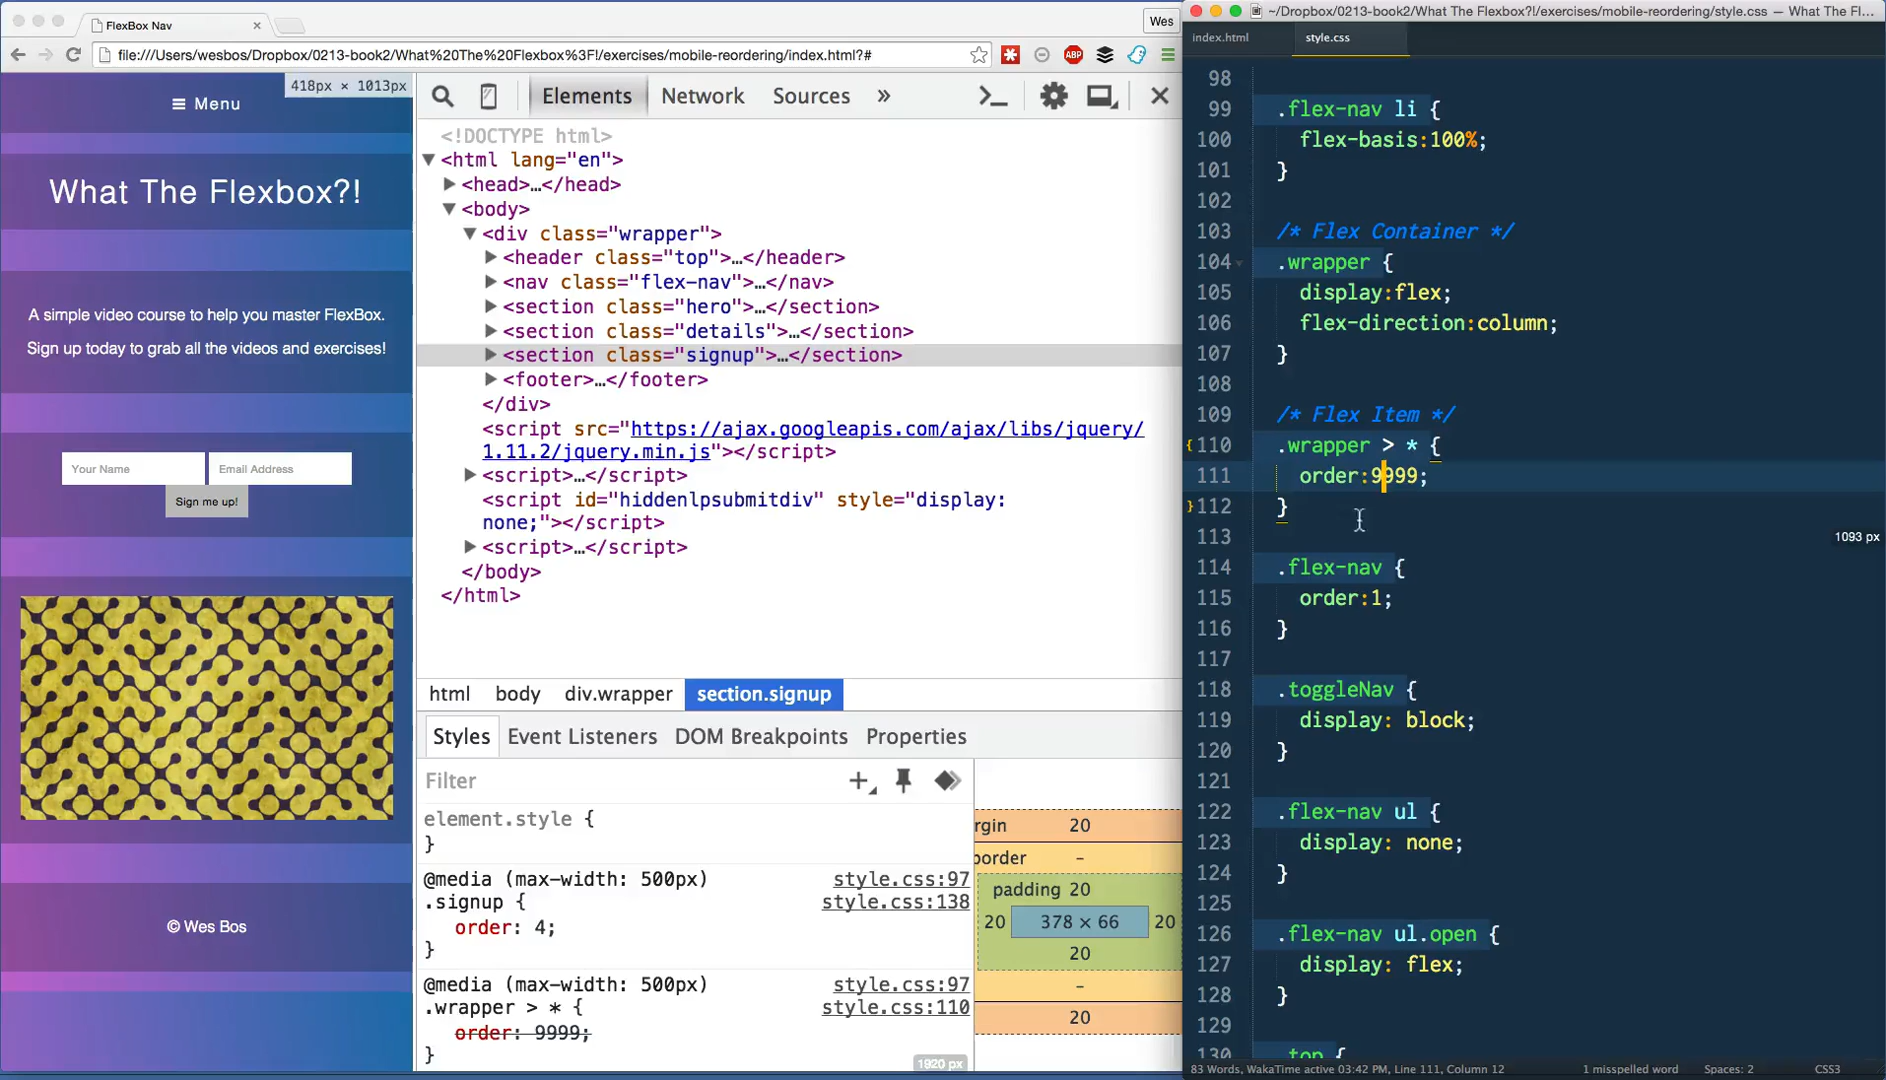 FlexBox Nav
Wes
~/Dropbox/0213-book2/What The Flexbox?!/exercises/mobile-reordering/style.css — What The Fl...
file:///Users/wesbos/Dropbox/0213-book2/What%20The%20Flexbox%3F!/exercises/mobile-reordering/index.html?#
ABP
index.html
style.css
418px × 1013px
Menu
What The Flexbox?!
A simple video course to help you master FlexBox.
Sign up today to grab all the videos and exercises!
Your Name
Email Address
Sign me up!
© Wes Bos
Elements Network Sources »
<!DOCTYPE html>
<html lang="en">
<head>…</head>
<body>
<div class="wrapper">
<header class="top">…</header>
<nav class="flex-nav">…</nav>
<section class="hero">…</section>
<section class="details">…</section>
<section class="signup">…</section>
<footer>…</footer>
</div>
<script src="https://ajax.googleapis.com/ajax/libs/jquery/
1.11.2/jquery.min.js"></script>
<script>…</script>
<script id="hiddenlpsubmitdiv" style="display:
none;"></script>
<script>…</script>
</body>
</html>
html body div.wrapper section.signup
Styles Event Listeners DOM Breakpoints Properties
Filter
element.style {
}
@media (max-width: 500px) style.css:97
.signup { style.css:138
order: 4;
}
@media (max-width: 500px) style.css:97
.wrapper > * { style.css:110
order: 9999;
}
rgin 20
border -
padding 20
20 378 × 66 20
20
-
20
1920 px
98
99 .flex-nav li {
100 flex-basis:100%;
101 }
102
103 /* Flex Container */
104 .wrapper {
105 display:flex;
106 flex-direction:column;
107 }
108
109 /* Flex Item */
110 .wrapper > * {
111 order:9999;
112 }
113
1093 px
114 .flex-nav {
115 order:1;
116 }
117
118 .toggleNav {
119 display: block;
120 }
121
122 .flex-nav ul {
123 display: none;
124 }
125
126 .flex-nav ul.open {
127 display: flex;
128 }
129
130 .top {
83 Words, WakaTime active 03:42 PM, Line 111, Column 12
1 misspelled word
Spaces: 2
CSS3